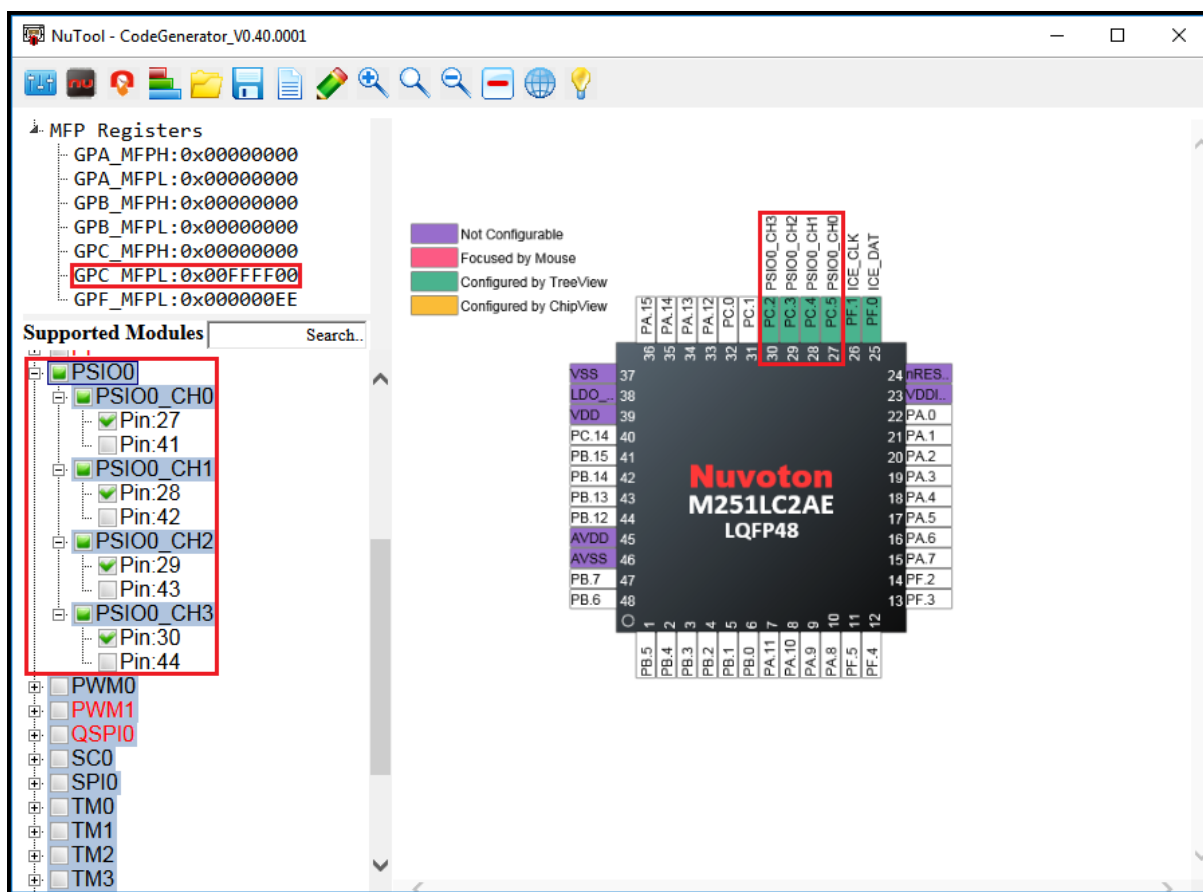 NuTool - CodeGenerator_V0.40.0001
nu
MFP Registers
GPA_MFPH:0x00000000
GPA_MFPL:0x00000000
GPB_MFPH:0x00000000
GPB_MFPL:0x00000000
GPC_MFPH:0x00000000
GPC_MFPL:0x00FFFF00
GPF_MFPL:0x000000EE
Supported Modules
Search..
PSIO0
PSIO0_CH0
Pin:27
Pin:41
PSIO0_CH1
Pin:28
Pin:42
PSIO0_CH2
Pin:29
Pin:43
PSIO0_CH3
Pin:30
Pin:44
PWM0
PWM1
QSPI0
SC0
SPI0
TM0
TM1
TM2
TM3
Not Configurable
Focused by Mouse
Configured by TreeView
Configured by ChipView
PSIO0_CH3
PSIO0_CH2
PSIO0_CH1
PSIO0_CH0
ICE_CLK
ICE_DAT
PA.15
PA.14
PA.13
PA.12
PC.0
PC.1
PC.2
PC.3
PC.4
PC.5
PF.1
PF.0
36
35
34
33
32
31
30
29
28
27
26
25
VSS 37
LDO_.. 38
VDD 39
PC.14 40
PB.15 41
PB.14 42
PB.13 43
PB.12 44
AVDD 45
AVSS 46
PB.7 47
PB.6 48
Nuvoton
M251LC2AE
LQFP48
24 nRES..
23 VDDI..
22 PA.0
21 PA.1
20 PA.2
19 PA.3
18 PA.4
17 PA.5
16 PA.6
15 PA.7
14 PF.2
13 PF.3
1
2
3
4
5
6
7
8
9
10
11
12
PB.5
PB.4
PB.3
PB.2
PB.1
PB.0
PA.11
PA.10
PA.9
PA.8
PF.5
PF.4